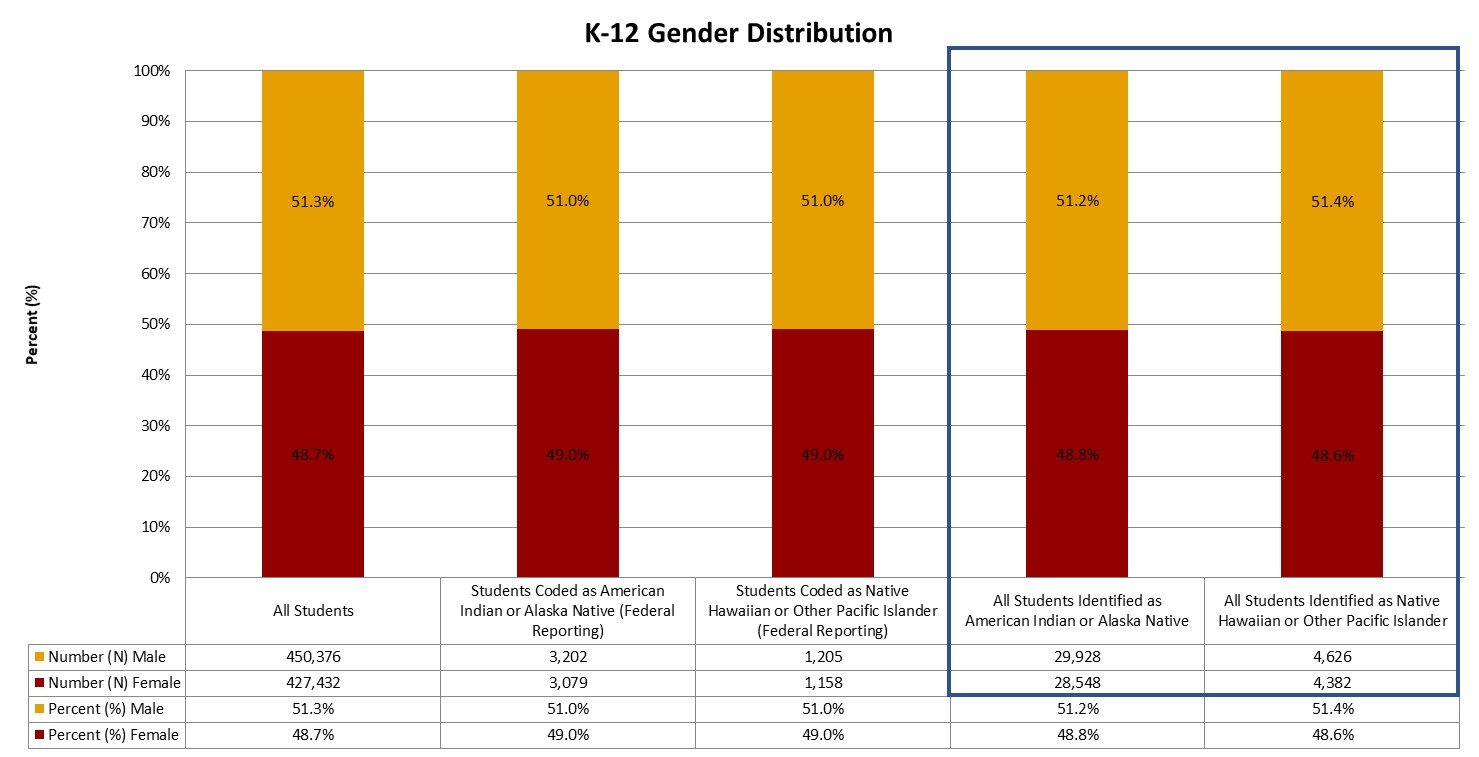 K-12 Gender Distribution
Percent (%)
100%
90%
80%
70%
60%
50%
40%
30%
20%
10%
0%
51.3%
51.0%
51.0%
51.2%
51.4%
48.7%
49.0%
49.0%
48.8%
48.6%
All Students
Students Coded as American
Indian or Alaska Native (Federal
Reporting)
Students Coded as Native
Hawaiian or Other Pacific Islander
(Federal Reporting)
All Students Identified as
American Indian or Alaska Native
All Students Identified as Native
Hawaiian or Other Pacific Islander
Number (N) Male 450,376 3,202 1,205 29,928 4,626
Number (N) Female 427,432 3,079 1,158 28,548 4,382
Percent (%) Male 51.3% 51.0% 51.0% 51.2% 51.4%
Percent (%) Female 48.7% 49.0% 49.0% 48.8% 48.6%